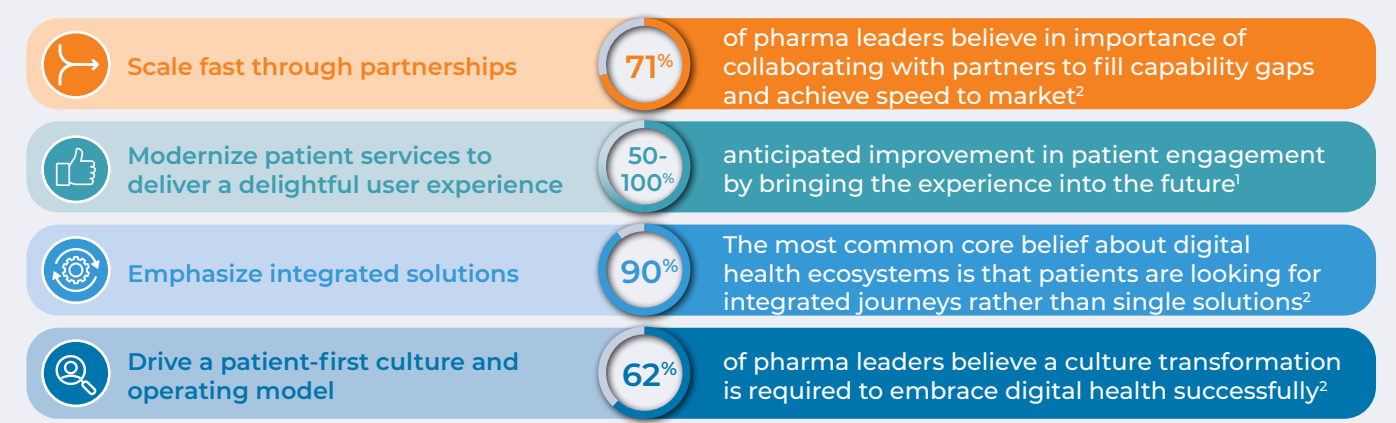 Scale fast through partnerships
71%
of pharma leaders believe in importance of
collaborating with partners to fill capability gaps
and achieve speed to market²
Modernize patient services to
deliver a delightful user experience
50-
100%
anticipated improvement in patient engagement
by bringing the experience into the future¹
Emphasize integrated solutions
90%
The most common core belief about digital
health ecosystems is that patients are looking for
integrated journeys rather than single solutions²
Drive a patient-first culture and
operating model
62%
of pharma leaders believe a culture transformation
is required to embrace digital health successfully²